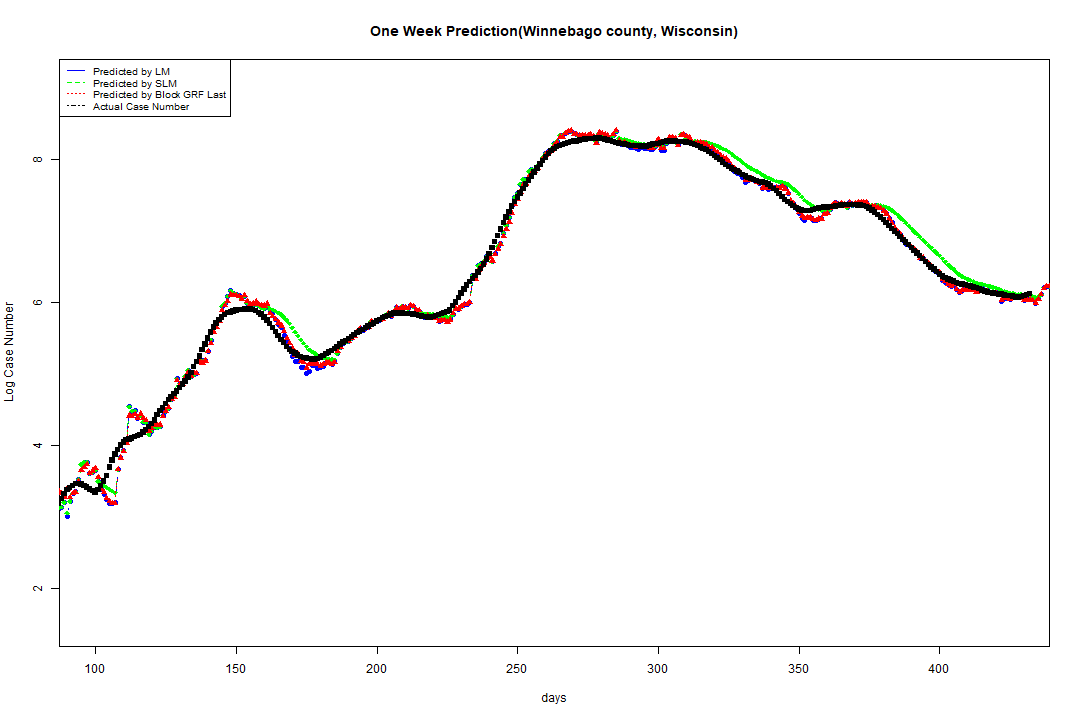 One Week Prediction(Winnebago county, Wisconsin)
Predicted by LM
Predicted by SLM
Predicted by Block GRF Last
Actual Case Number
Log Case Number
8
6
4
2
100 150 200 250 300 350 400
days